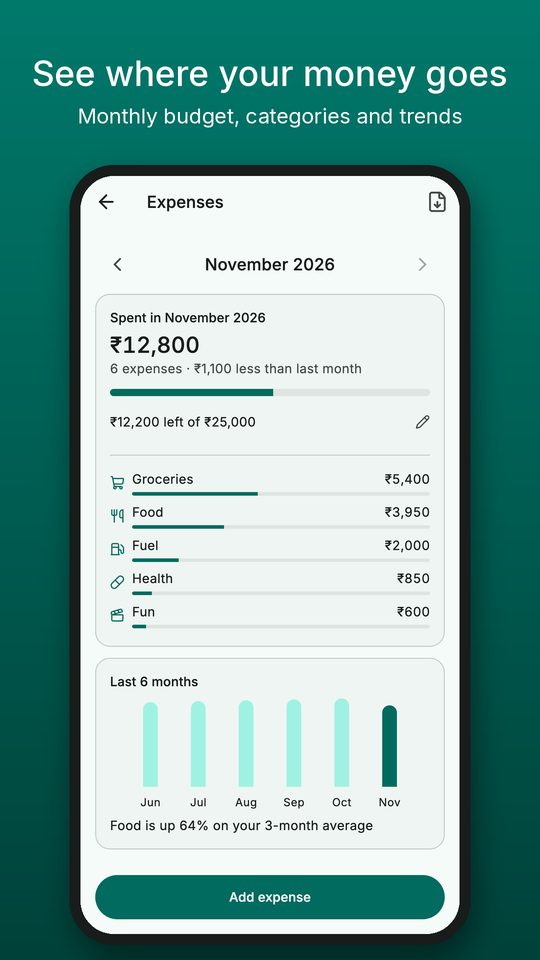 See where your money goes
Monthly budget, categories and trends
Expenses
November 2026
Spent in November 2026
₹12,800
6 expenses · ₹1,100 less than last month
₹12,200 left of ₹25,000
Groceries ₹5,400
Food ₹3,950
Fuel ₹2,000
Health ₹850
Fun ₹600
Last 6 months
Jun Jul Aug Sep Oct Nov
Food is up 64% on your 3-month average
Add expense